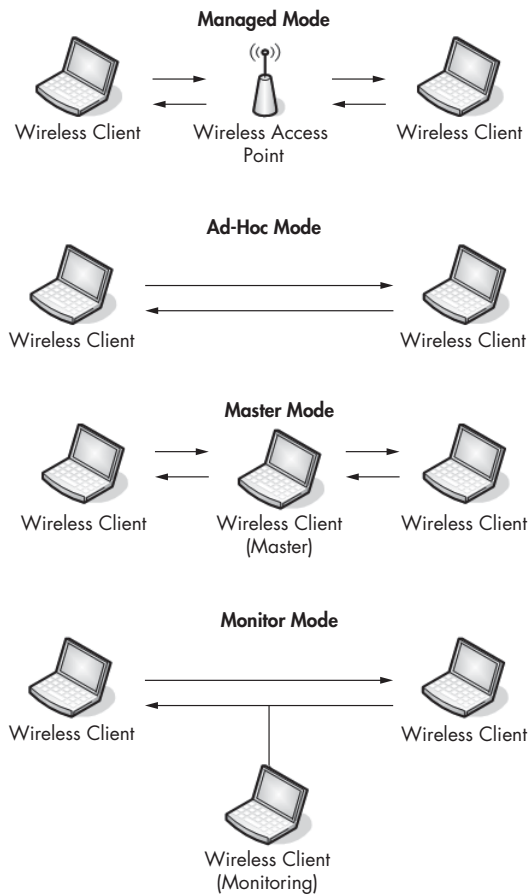 Managed Mode
Wireless Client
Wireless Access
Point
Wireless Client
Ad-Hoc Mode
Wireless Client
Wireless Client
Master Mode
Wireless Client
Wireless Client
(Master)
Wireless Client
Monitor Mode
Wireless Client
Wireless Client
Wireless Client
(Monitoring)